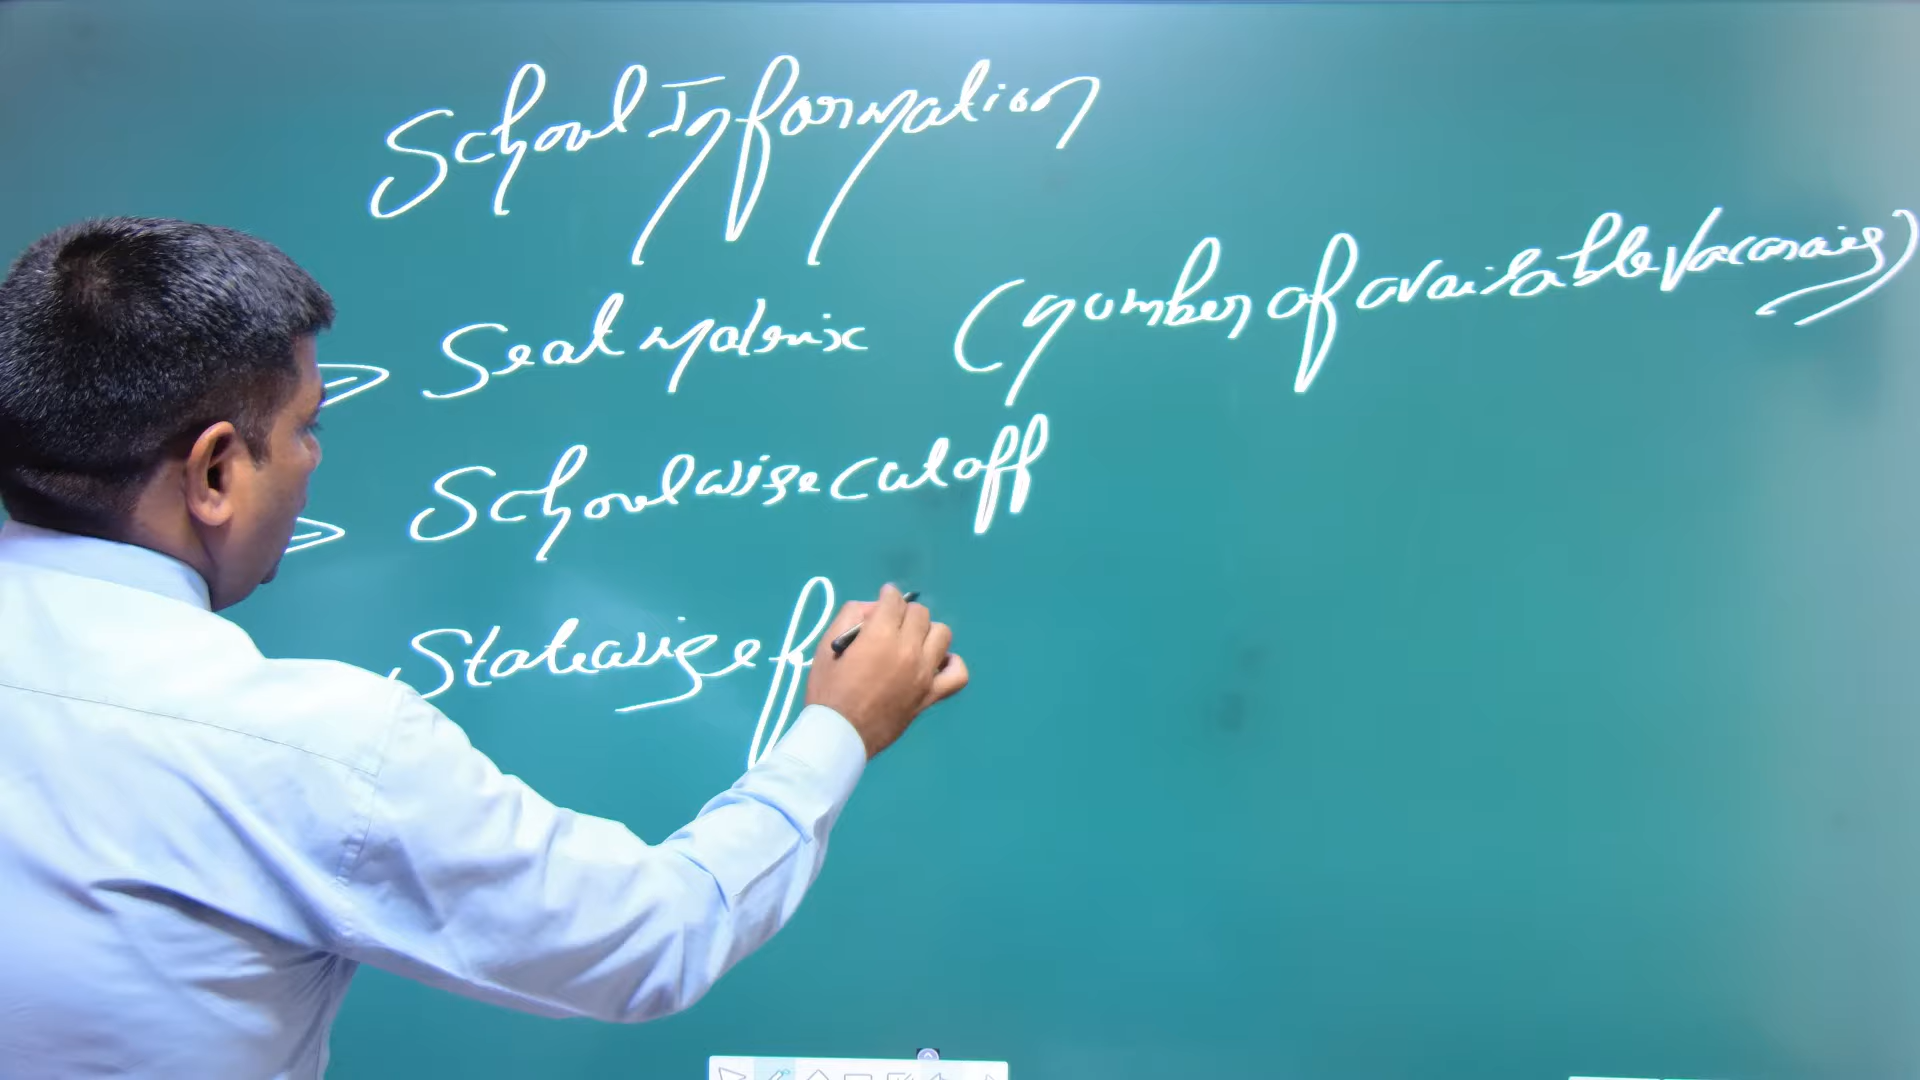 School Information
Seat matrix (number of available Vacancies)
Schoolwise cutoff
Statewise